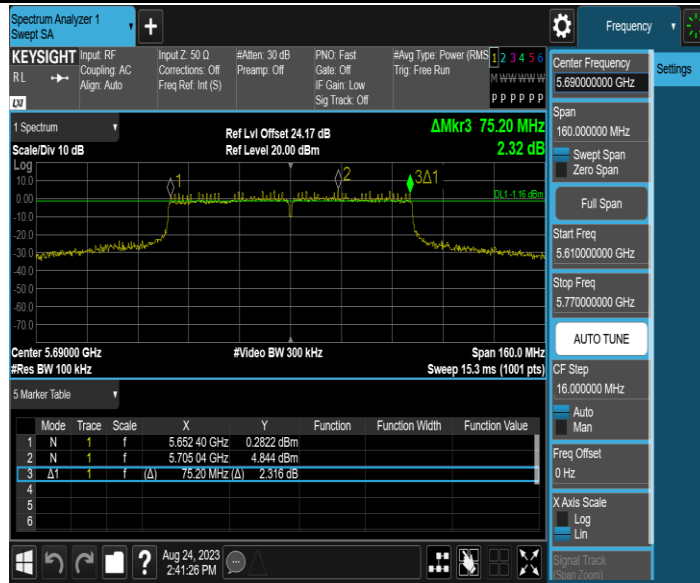 Spectrum Analyzer 1
Swept SA
+
Frequency
KEYSIGHT
Input: RF
Coupling: AC
Align: Auto
Input Z: 50 Ω
Corrections: Off
Freq Ref: Int (S)
#Atten: 30 dB
Preamp: Off
PNO: Fast
Gate: Off
IF Gain: Low
Sig Track: Off
#Avg Type: Power (RMS
Trig: Free Run
1 2 3 4 5 6
M W W W W W
P P P P P P
R L
LXI
Center Frequency
5.690000000 GHz
Settings
Span
160.000000 MHz
Swept Span
Zero Span
Full Span
Start Freq
5.610000000 GHz
Stop Freq
5.770000000 GHz
AUTO TUNE
CF Step
16.000000 MHz
Auto
Man
Freq Offset
0 Hz
X Axis Scale
Log
Lin
Signal Track
(Span Zoom)
1 Spectrum
Scale/Div 10 dB
Ref Lvl Offset 24.17 dB
Ref Level 20.00 dBm
ΔMkr3 75.20 MHz
2.32 dB
Log
10.0
0.00
-10.0
-20.0
-30.0
-40.0
-50.0
-60.0
-70.0
1
2
3Δ1
DL1 -1.16 dBm
Center 5.69000 GHz
#Video BW 300 kHz
Span 160.0 MHz
#Res BW 100 kHz
Sweep 15.3 ms (1001 pts)
5 Marker Table
Mode Trace Scale X Y Function Function Width Function Value
1 N 1 f 5.652 40 GHz 0.2822 dBm
2 N 1 f 5.705 04 GHz 4.844 dBm
3 Δ1 1 f (Δ) 75.20 MHz (Δ) 2.316 dB
4
5
6
?
Aug 24, 2023
2:41:26 PM